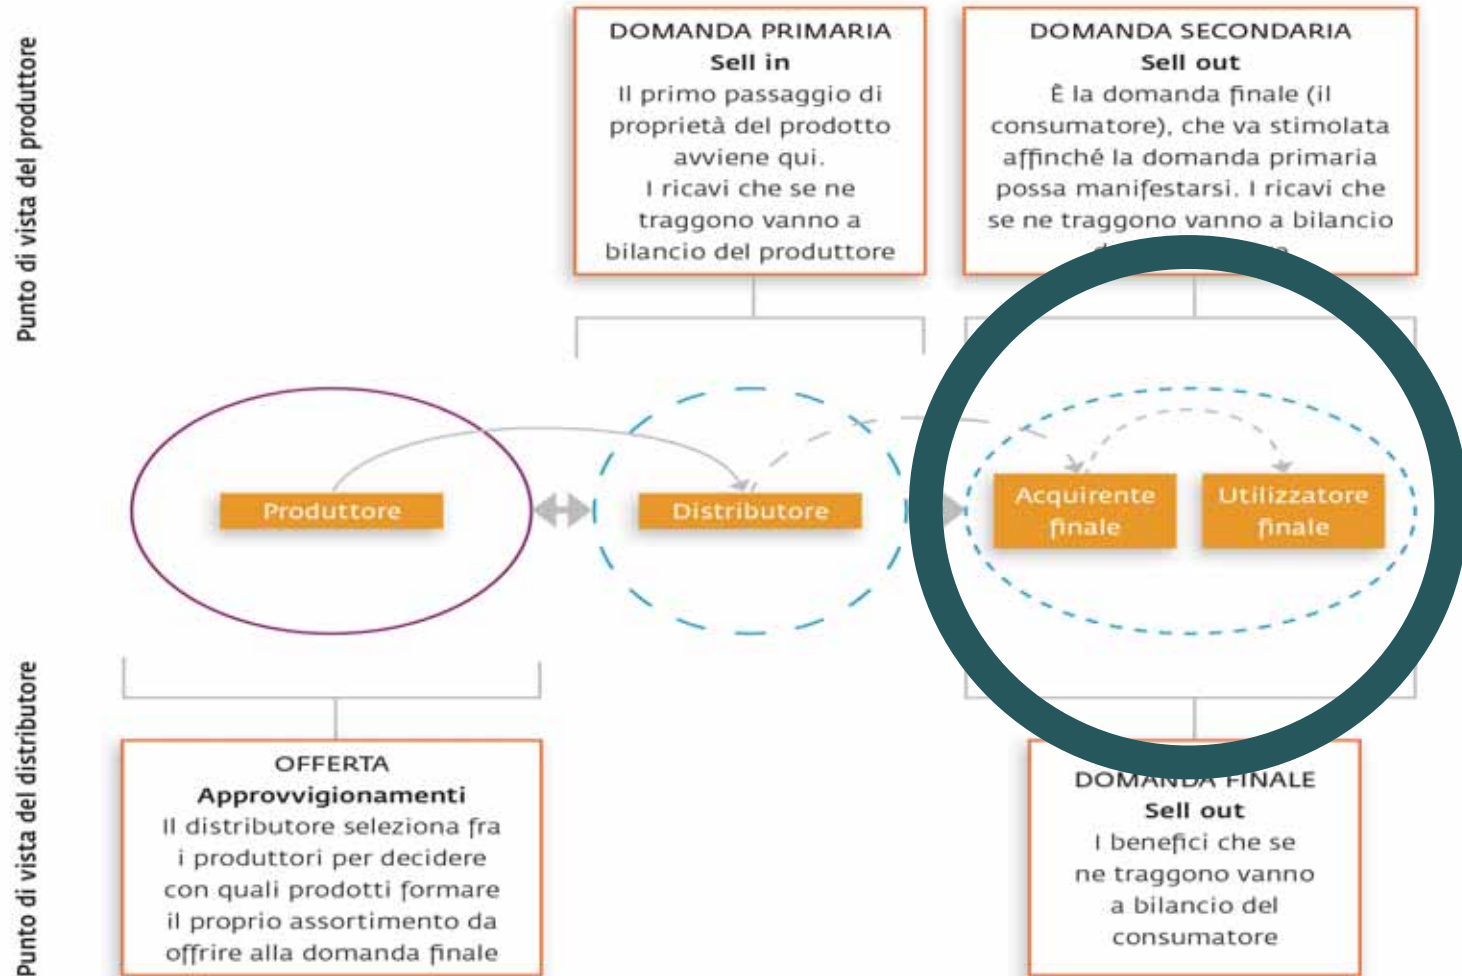 Punto di vista del produttore
DOMANDA PRIMARIA
Sell in
Il primo passaggio di
proprietà del prodotto
avviene qui.
I ricavi che se ne
traggono vanno a
bilancio del produttore
DOMANDA SECONDARIA
Sell out
È la domanda finale (il
consumatore), che va stimolata
affinché la domanda primaria
possa manifestarsi. I ricavi che
se ne traggono vanno a bilancio
Produttore
Distributore
Acquirente
finale
Utilizzatore
finale
Punto di vista del distributore
OFFERTA
Approvvigionamenti
Il distributore seleziona fra
i produttori per decidere
con quali prodotti formare
il proprio assortimento da
offrire alla domanda finale
DOMANDA FINALE
Sell out
I benefici che se
ne traggono vanno
a bilancio del
consumatore